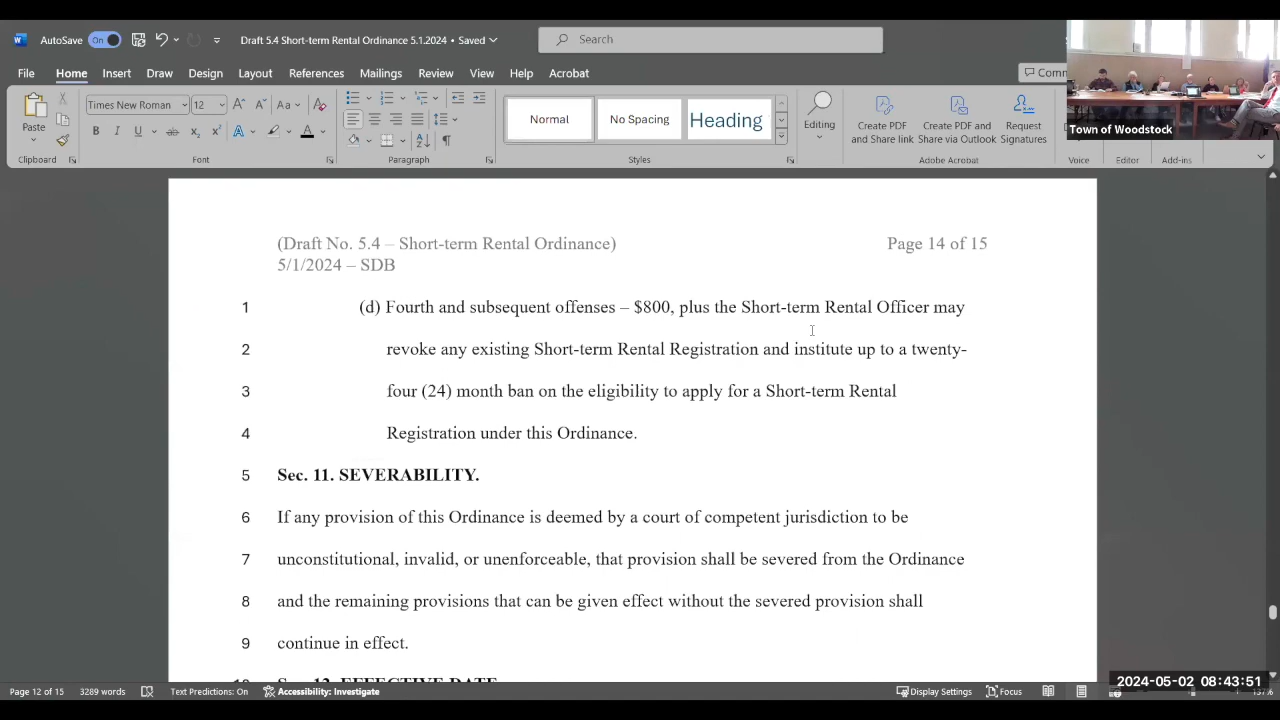 AutoSave On Draft 5.4 Short-term Rental Ordinance 5.1.2024 • Saved Search
File Home Insert Draw Design Layout References Mailings Review View Help Acrobat
Times New Roman 12 Aa
Paste
B I U ab x₂ x² A A
Normal No Spacing Heading
Editing
Create PDF and Share link
Create PDF and Share via Outlook
Request Signatures
Clipboard Font Paragraph Styles Adobe Acrobat Voice Editor Add-ins
Town of Woodstock
(Draft No. 5.4 – Short-term Rental Ordinance) Page 14 of 15
5/1/2024 – SDB
1 (d) Fourth and subsequent offenses – $800, plus the Short-term Rental Officer may
2 revoke any existing Short-term Rental Registration and institute up to a twenty-
3 four (24) month ban on the eligibility to apply for a Short-term Rental
4 Registration under this Ordinance.
5 Sec. 11. SEVERABILITY.
6 If any provision of this Ordinance is deemed by a court of competent jurisdiction to be
7 unconstitutional, invalid, or unenforceable, that provision shall be severed from the Ordinance
8 and the remaining provisions that can be given effect without the severed provision shall
9 continue in effect.
10 Sec. 12. EFFECTIVE DATE.
Page 12 of 15 3289 words Text Predictions: On Accessibility: Investigate Display Settings Focus 137%
2024-05-02 08:43:51